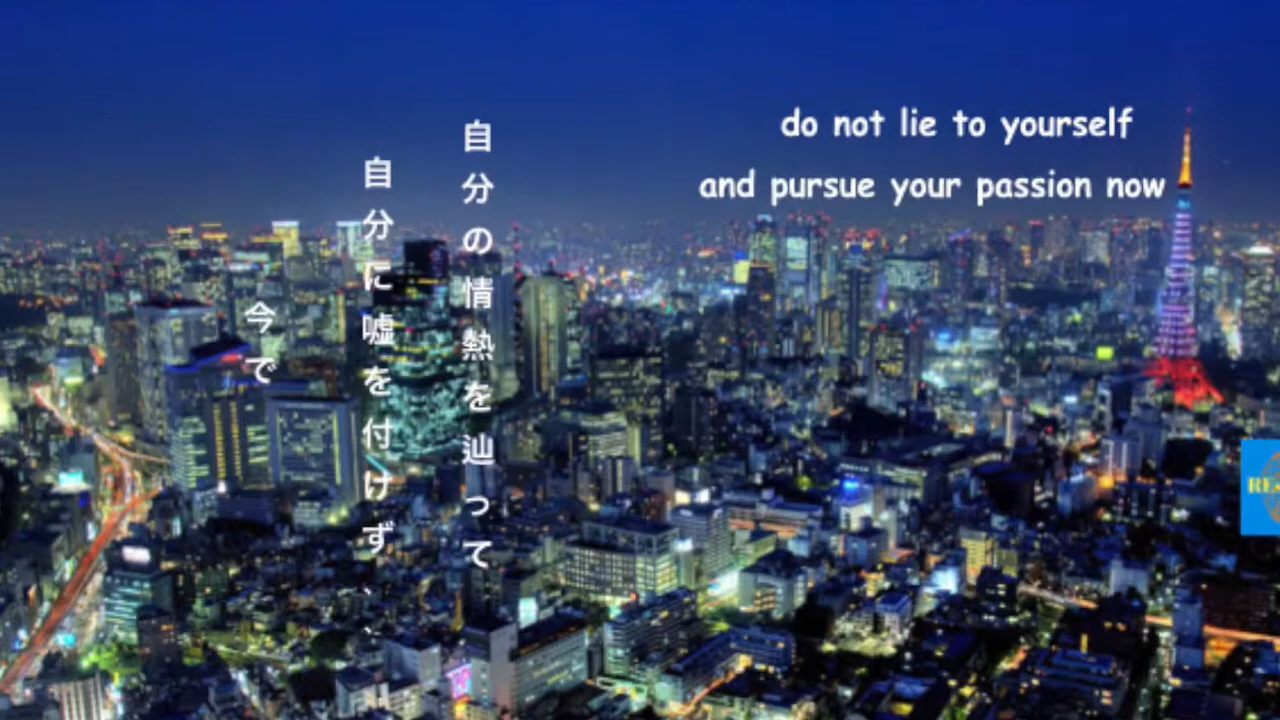 自分の情熱を辿って
自分に嘘を付けず、
今で
do not lie to yourself
and pursue your passion now